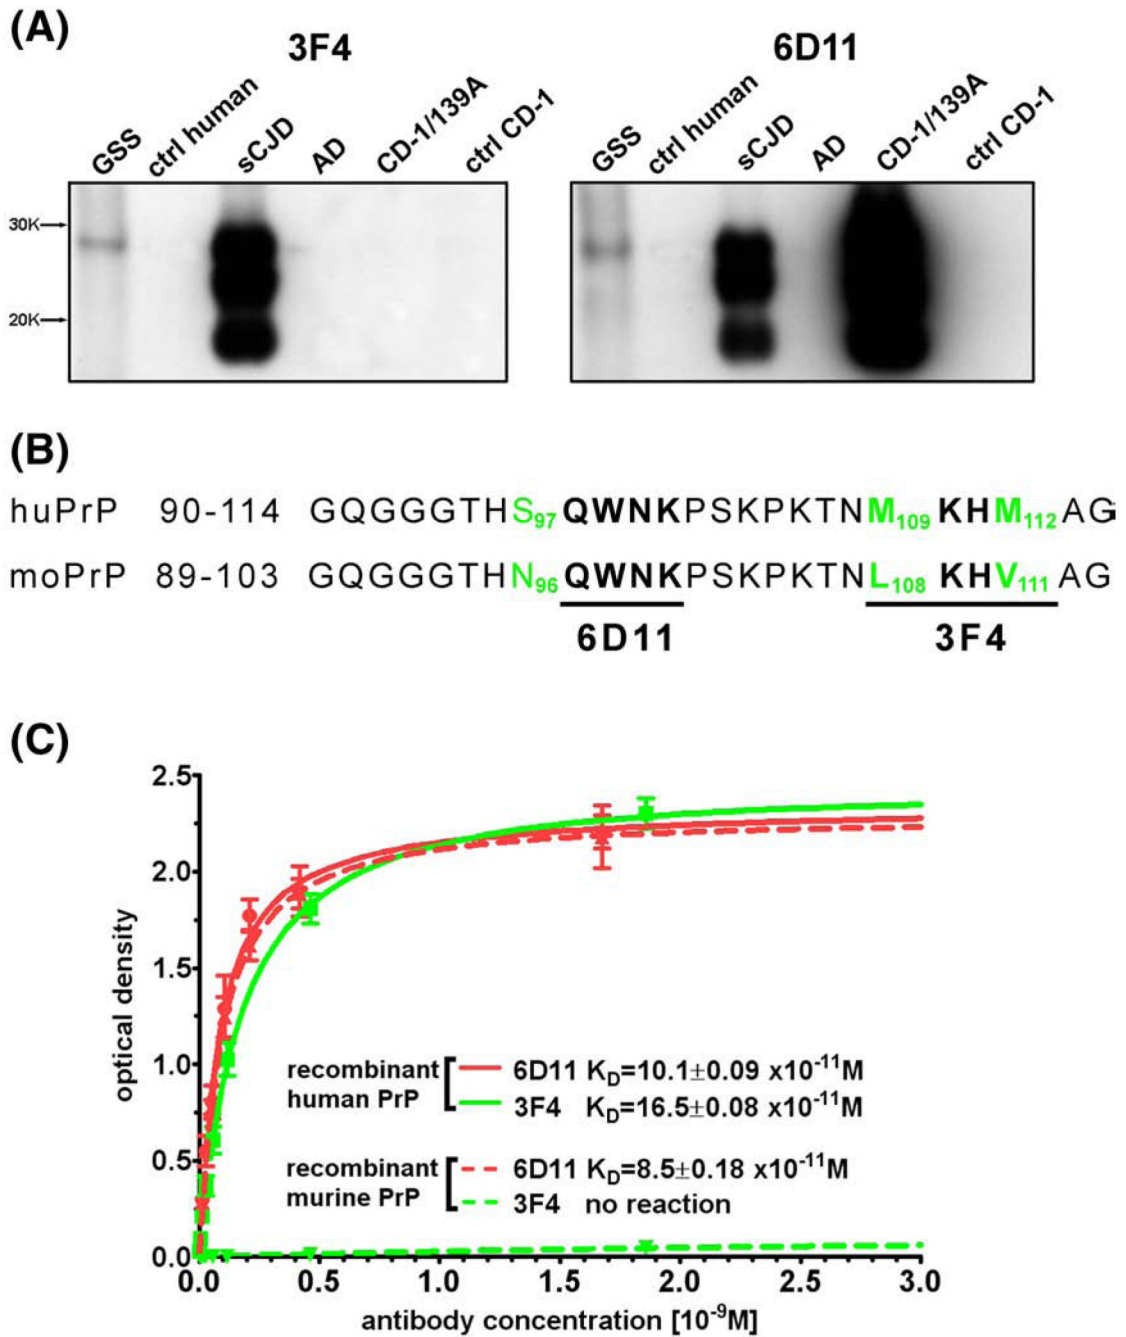 (A)
3F4 6D11
GSS ctrl human sCJD AD CD-1/139A ctrl CD-1 GSS ctrl human sCJD AD CD-1/139A ctrl CD-1
30K
20K
(B)
huPrP 90-114 GQGGGTHS97QWNKPSKPKTNM109 KHM112AG
moPrP 89-103 GQGGGTHN96QWNKPSKPKTNL108 KHV111AG
6D11 3F4
(C)
2.5
2.0
1.5
1.0
0.5
0.0
optical density
recombinant human PrP
6D11 KD=10.1±0.09 x10-11M
3F4 KD=16.5±0.08 x10-11M
recombinant murine PrP
6D11 KD=8.5±0.18 x10-11M
3F4 no reaction
0.0 0.5 1.0 1.5 2.0 2.5 3.0
antibody concentration [10-9M]